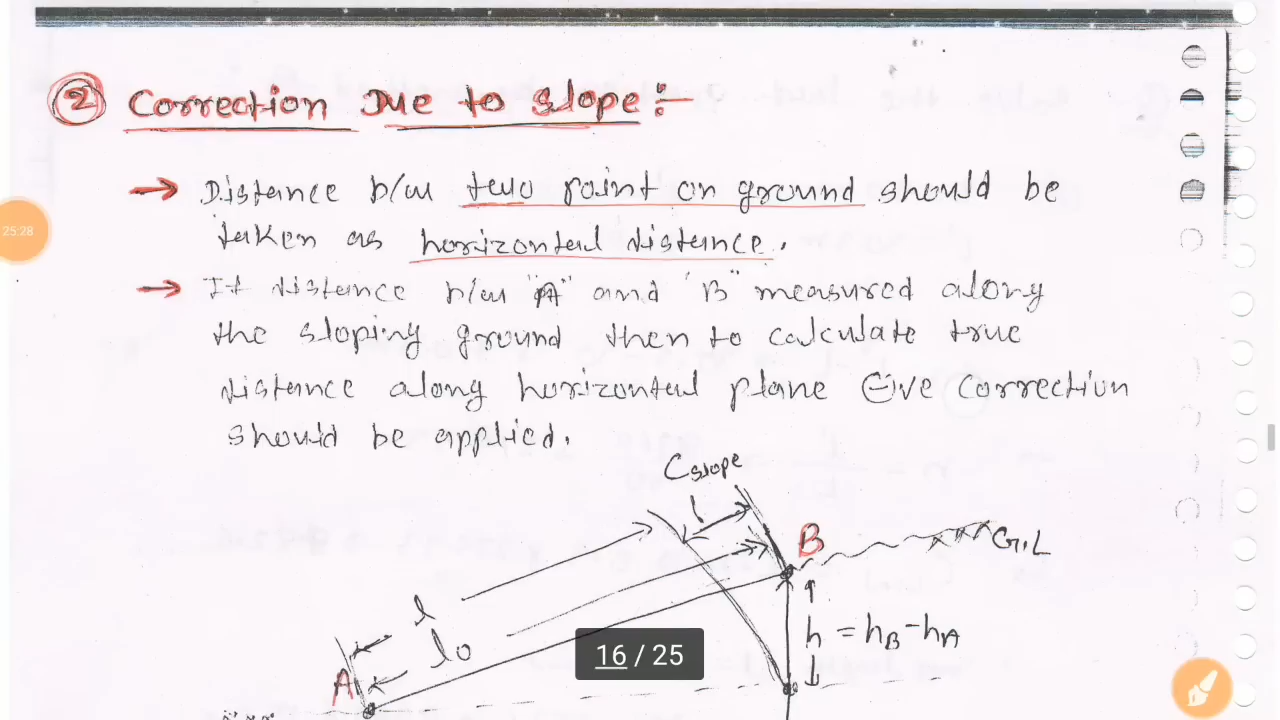 ② Correction Due to slope:-
→ Distance b/w two point on ground should be
taken as horizontal distance.
→ If distance b/w "A" and "B" measured along
the sloping ground then to calculate true
distance along horizontal plane ⊖ive correction
should be applied.
Cslope
B
G.L
l
l0
h = hB - hA
A
25:28
16 / 25